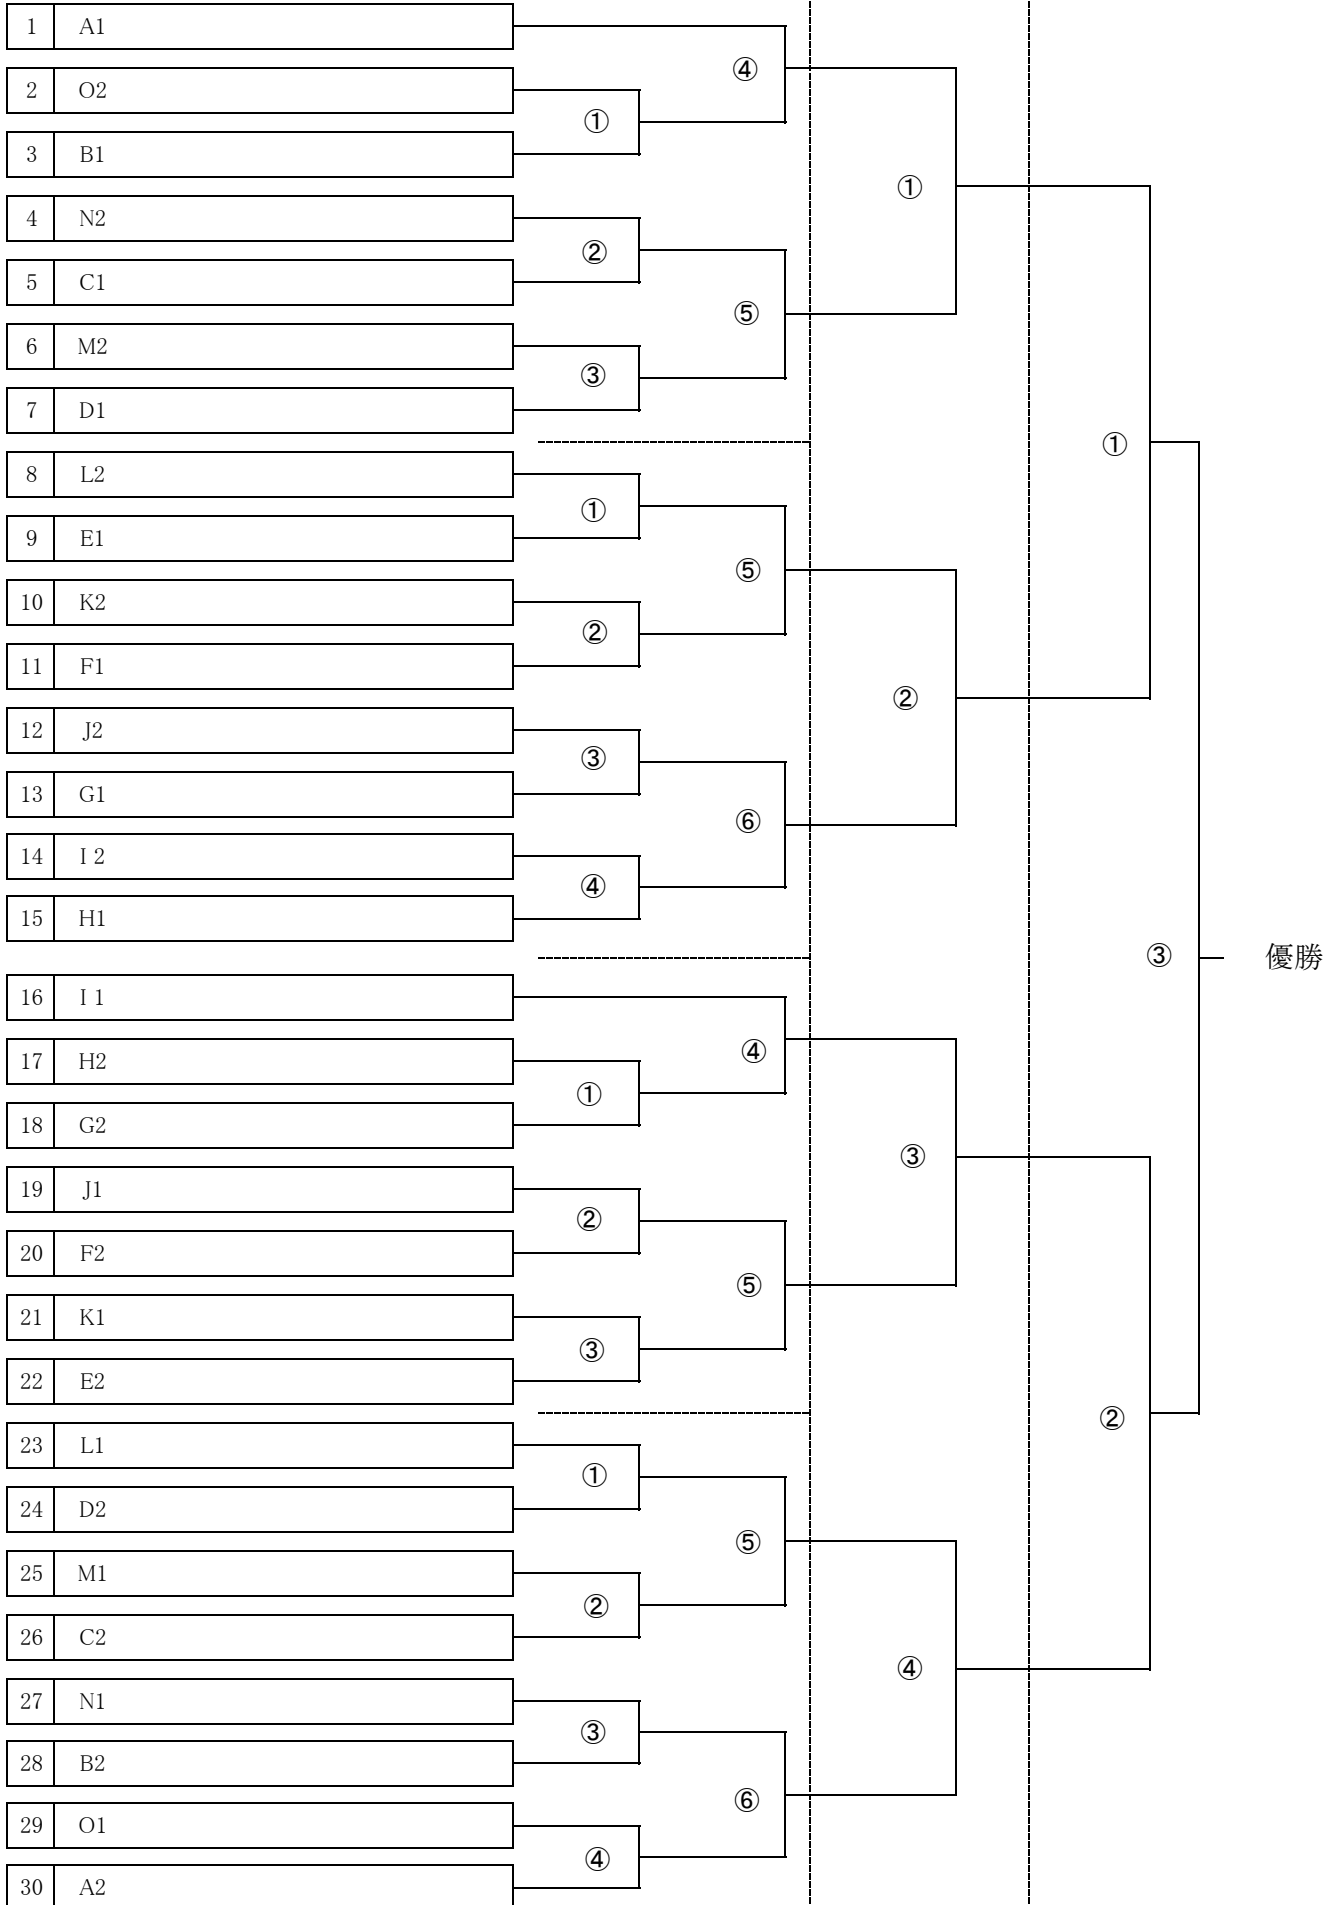 1 A1
④
2 O2
①
3 B1
①
4 N2
②
5 C1
⑤
6 M2
③
7 D1
①
8 L2
①
9 E1
⑤
10 K2
②
11 F1
②
12 J2
③
13 G1
⑥
14 I 2
④
15 H1
③ 優勝
16 I 1
④
17 H2
①
18 G2
③
19 J1
②
20 F2
⑤
21 K1
③
22 E2
②
23 L1
①
24 D2
⑤
25 M1
②
26 C2
④
27 N1
③
28 B2
⑥
29 O1
④
30 A2